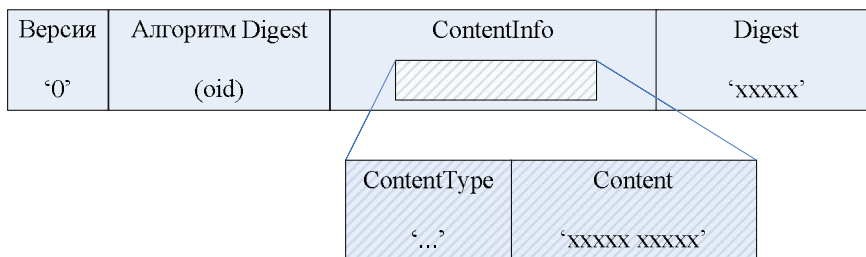 Версия Алгоритм Digest ContentInfo Digest
‘0’ (oid) ‘xxxxx’
ContentType Content
‘...’ ‘xxxxx xxxxx’